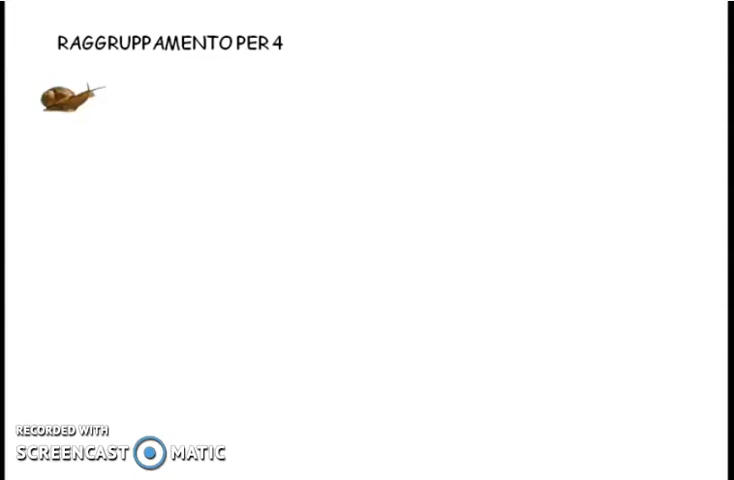 RAGGRUPPAMENTO PER 4
RECORDED WITH
SCREENCAST MATIC